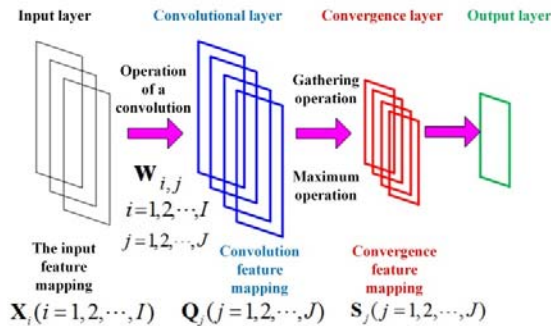 Input layer
Convolutional layer
Convergence layer
Output layer
Operation
of a
convolution
Gathering
operation
W_{i,j}
i=1,2,⋯,I
j=1,2,⋯,J
Maximum
operation
The input
feature
mapping
Convolution
feature
mapping
Convergence
feature
mapping
X_i(i=1,2,⋯,I)
Q_j(j=1,2,⋯,J)
S_j(j=1,2,⋯,J)